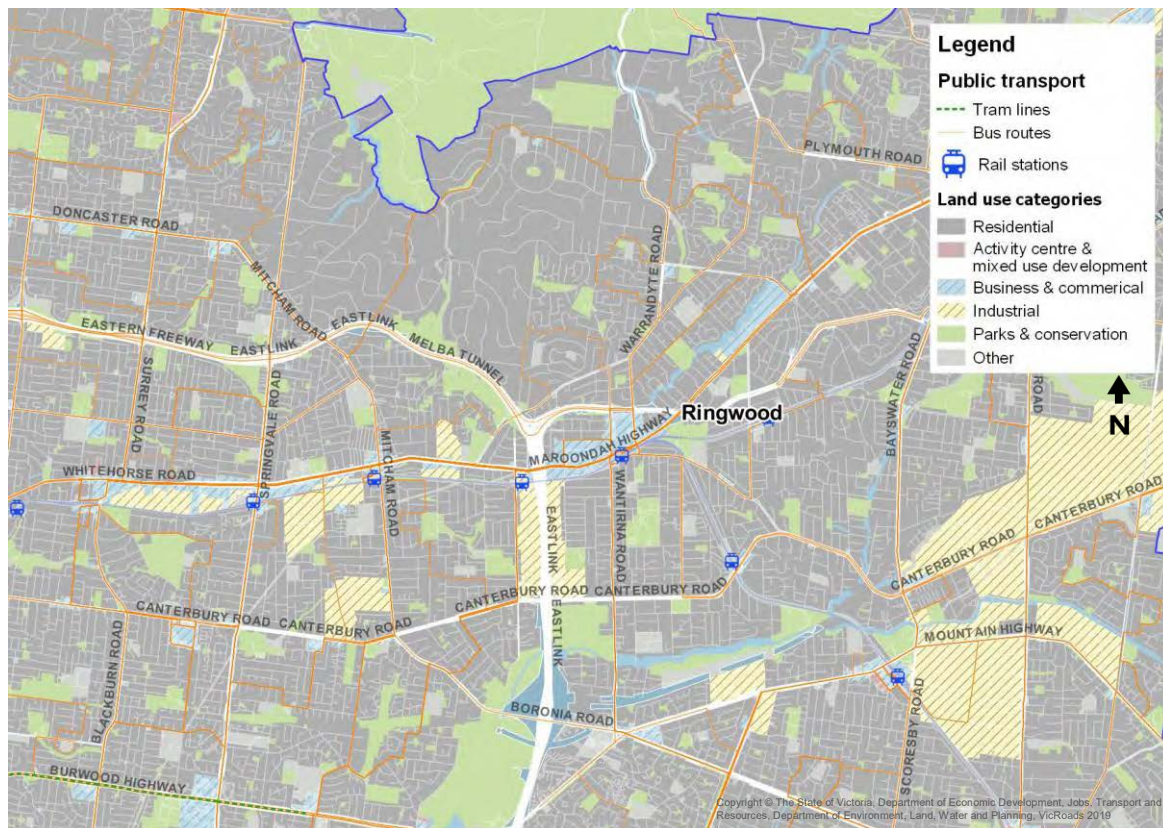 Legend
Public transport
Tram lines
Bus routes
Rail stations
Land use categories
Residential
Activity centre &
mixed use development
Business & commerical
Industrial
Parks & conservation
Other
N
PLYMOUTH ROAD
DONCASTER ROAD
MITCHAM ROAD
WARRANDYTE ROAD
EASTERN FREEWAY
EASTLINK
EASTLINK
MELBA TUNNEL
SURREY ROAD
SPRINGVALE ROAD
BAYSWATER ROAD
ROAD
Ringwood
MAROONDAH HIGHWAY
WHITEHORSE ROAD
MITCHAM ROAD
EASTLINK
WANTIRNA ROAD
CANTERBURY ROAD
CANTERBURY ROAD
CANTERBURY ROAD
CANTERBURY ROAD
CANTERBURY ROAD
CANTERBURY ROAD
EASTLINK
MOUNTAIN HIGHWAY
BLACKBURN ROAD
BORONIA ROAD
SCORESBY ROAD
BURWOOD HIGHWAY
Copyright © The State of Victoria, Department of Economic Development, Jobs, Transport and
Resources, Department of Environment, Land, Water and Planning, VicRoads 2019